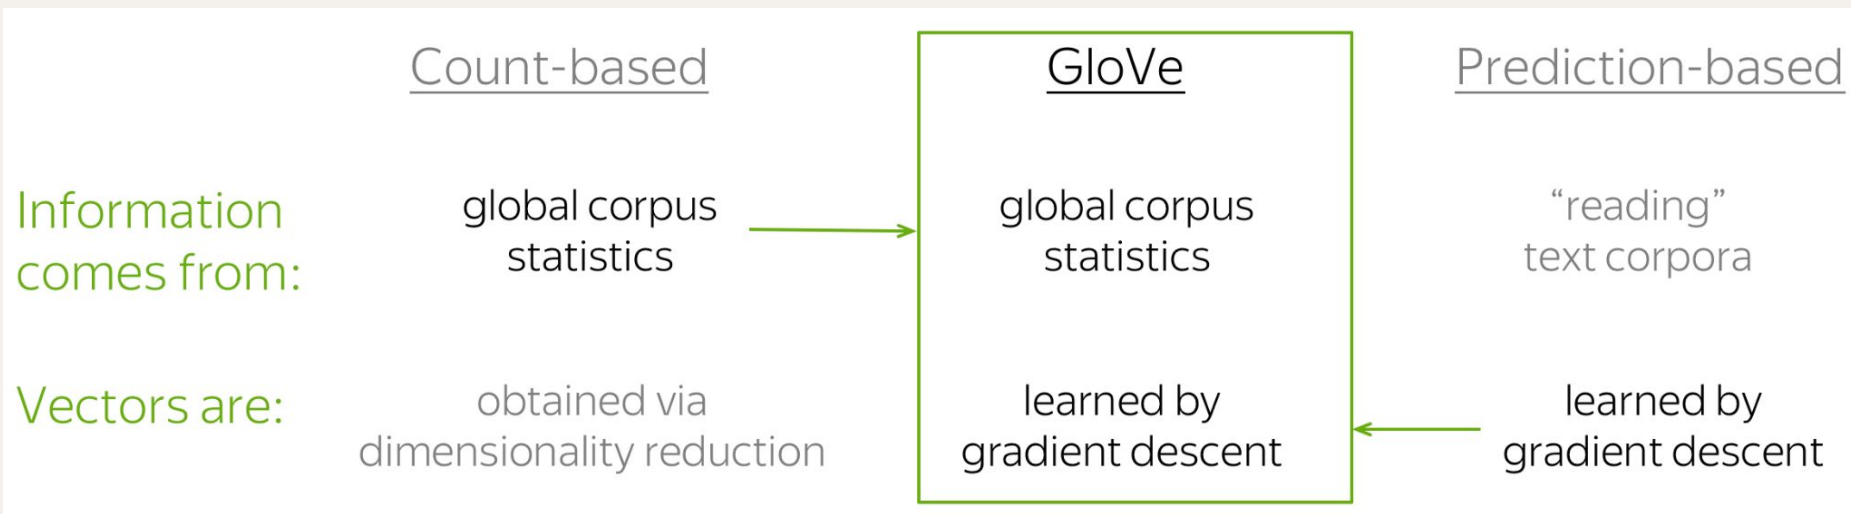 Count-based
GloVe
Prediction-based
Information
comes from:
global corpus
statistics
global corpus
statistics
“reading”
text corpora
Vectors are:
obtained via
dimensionality reduction
learned by
gradient descent
learned by
gradient descent